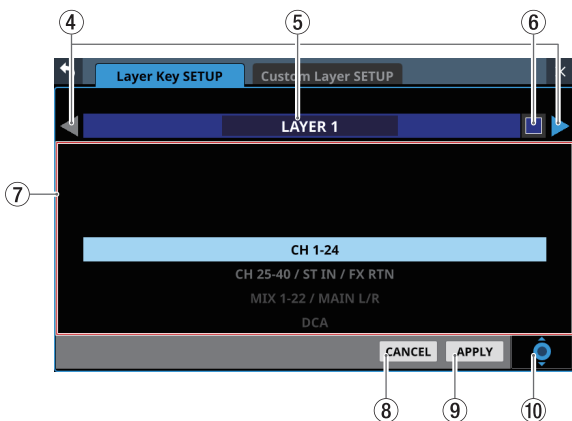 ④ ⑤ ⑥
Layer Key SETUP Custom Layer SETUP
LAYER 1
⑦
CH 1-24
CH 25-40 / ST IN / FX RTN
MIX 1-22 / MAIN L/R
DCA
CANCEL APPLY
⑧ ⑨ ⑩